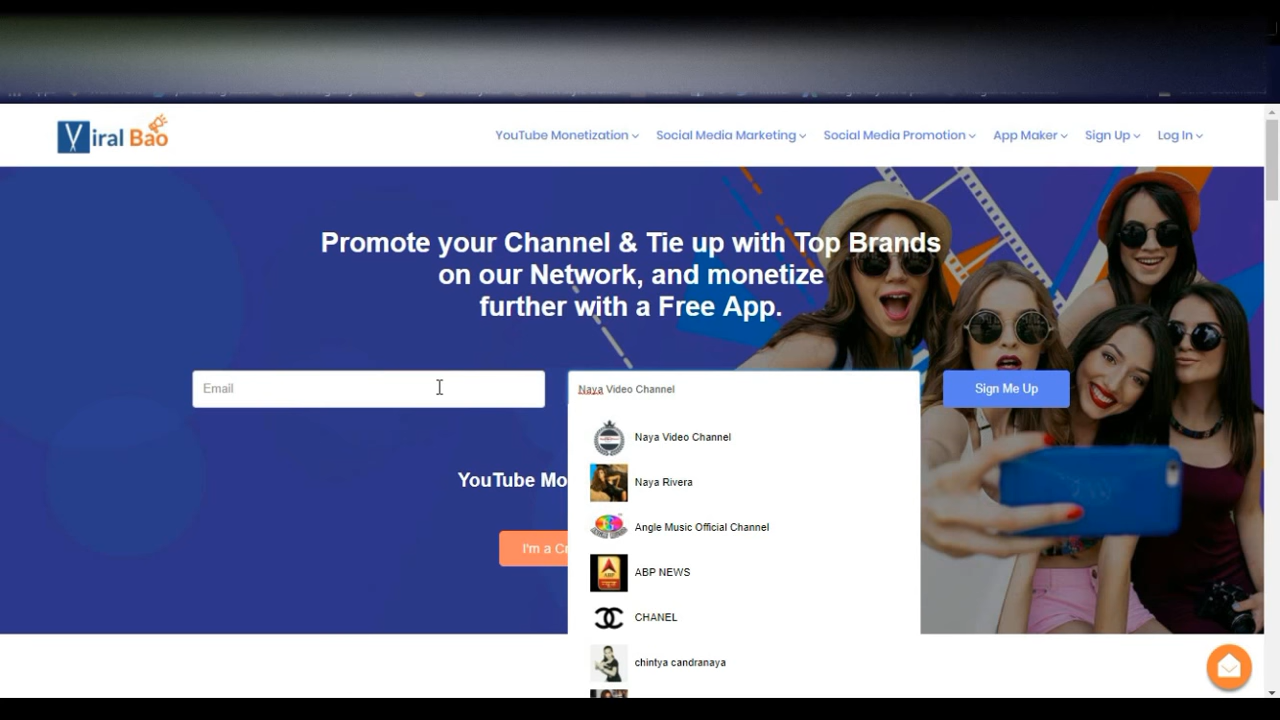 Viral Bao
YouTube Monetization
Social Media Marketing
Social Media Promotion
App Maker
Sign Up
Log In
Promote your Channel & Tie up with Top Brands
on our Network, and monetize
further with a Free App.
Email
Naya Video Channel
Sign Me Up
Naya Video Channel
Naya Rivera
YouTube Mo
Angle Music Official Channel
I'm a Cr
ABP NEWS
CHANEL
chintya candranaya